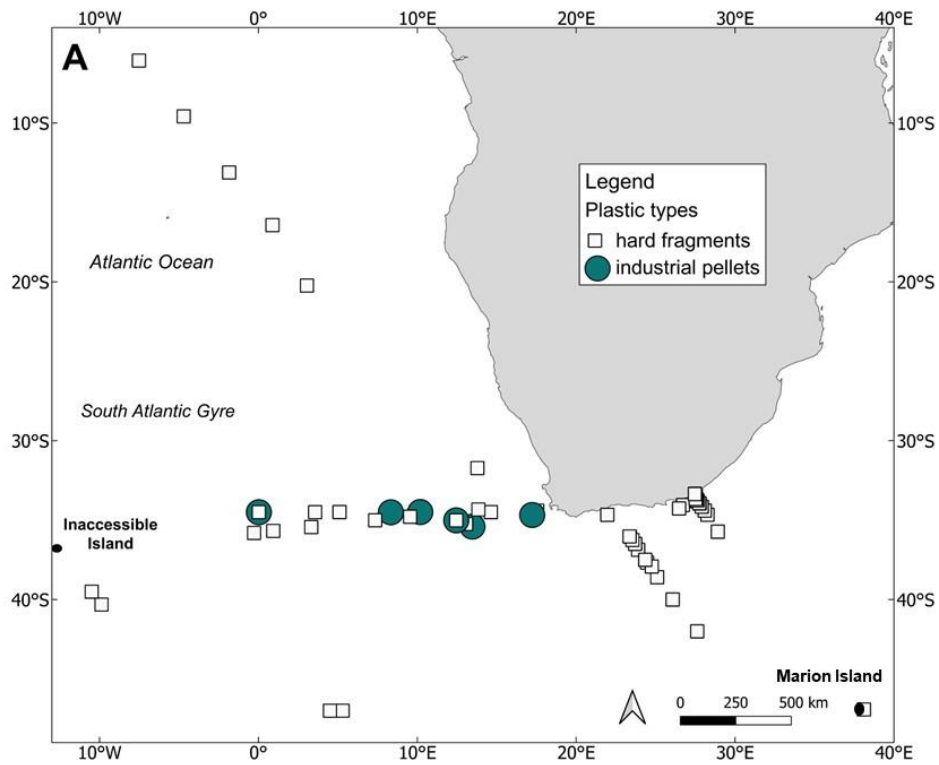 10°W 0° 10°E 20°E 30°E 40°E
A
10°S 10°S
Legend
Plastic types
hard fragments
industrial pellets
Atlantic Ocean
20°S 20°S
South Atlantic Gyre
30°S 30°S
Inaccessible
Island
40°S 40°S
Marion Island
0 250 500 km
10°W 0° 10°E 20°E 30°E 40°E